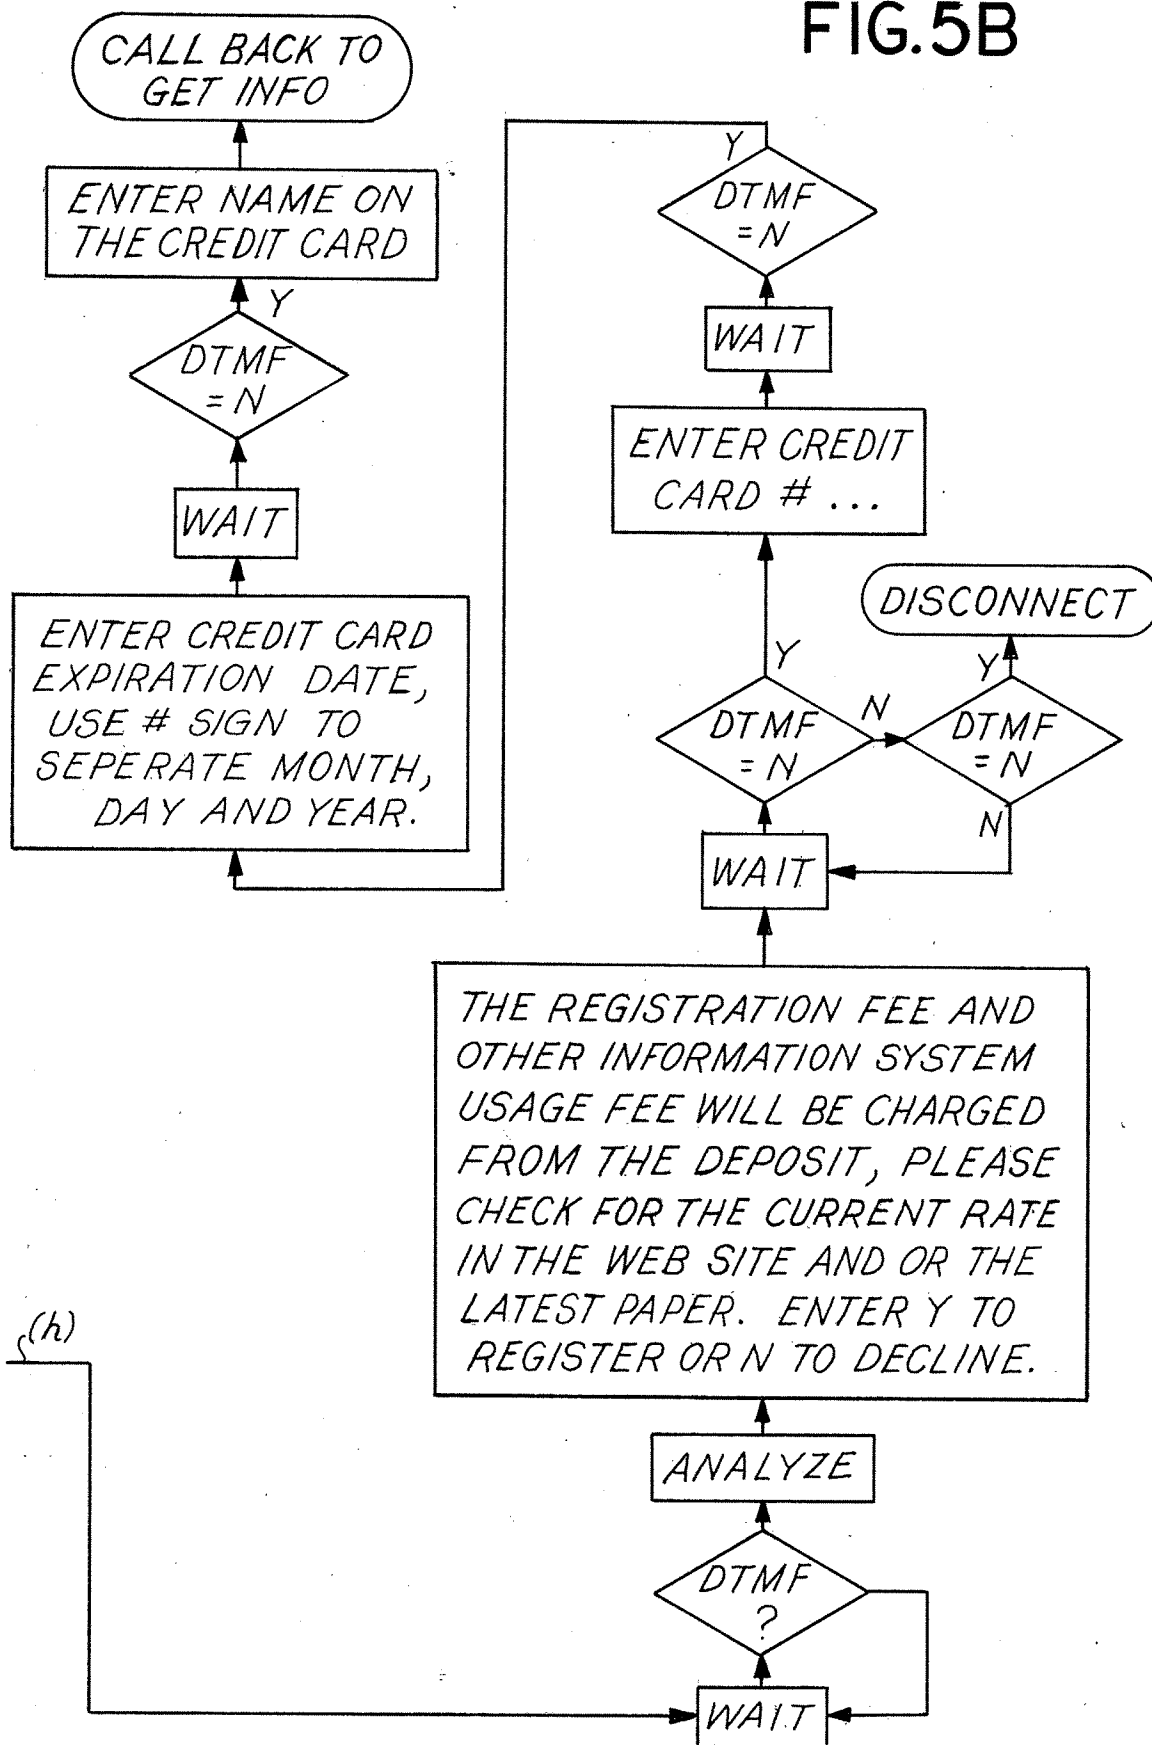 FIG.5B
CALL BACK TO
GET INFO
ENTER NAME ON
THE CREDIT CARD
Y
DTMF
=N
WAIT
ENTER CREDIT CARD
EXPIRATION DATE,
USE # SIGN TO
SEPERATE MONTH,
DAY AND YEAR.
Y
DTMF
=N
WAIT
ENTER CREDIT
CARD # ...
DISCONNECT
Y
Y
DTMF
=N
N
DTMF
=N
N
WAIT
THE REGISTRATION FEE AND
OTHER INFORMATION SYSTEM
USAGE FEE WILL BE CHARGED
FROM THE DEPOSIT, PLEASE
CHECK FOR THE CURRENT RATE
IN THE WEB SITE AND OR THE
LATEST PAPER. ENTER Y TO
REGISTER OR N TO DECLINE.
(h)
ANALYZE
DTMF
?
WAIT